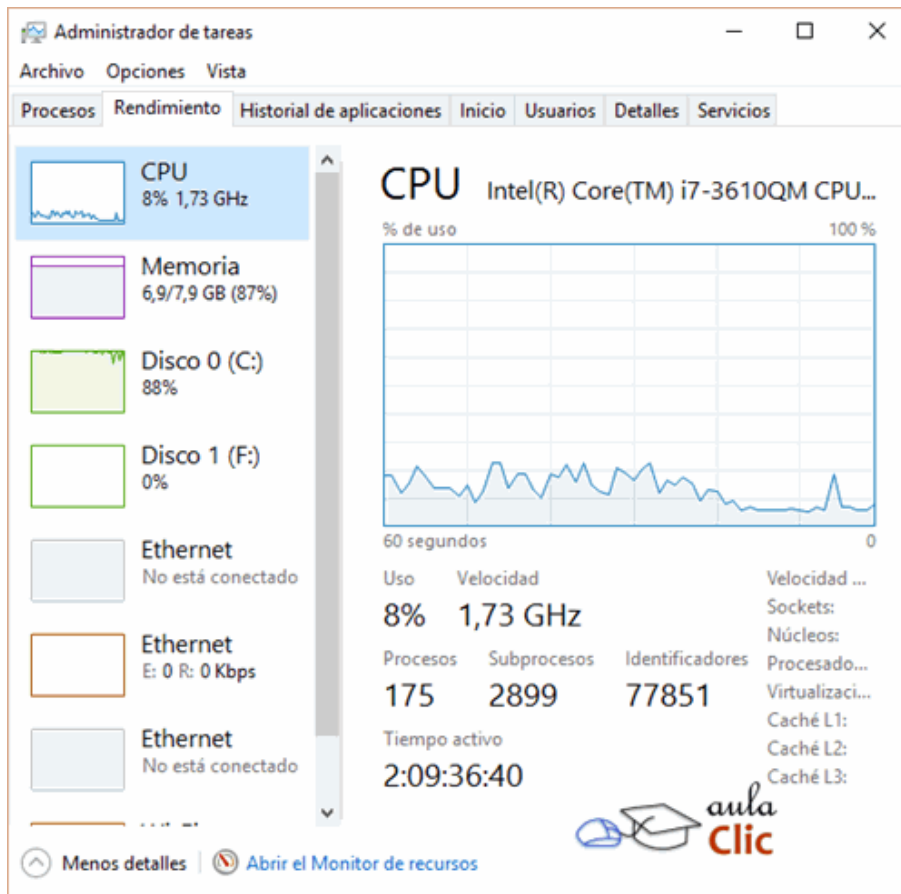 Administrador de tareas
Archivo Opciones Vista
Procesos Rendimiento Historial de aplicaciones Inicio Usuarios Detalles Servicios
CPU
8% 1,73 GHz
Memoria
6,9/7,9 GB (87%)
Disco 0 (C:)
88%
Disco 1 (F:)
0%
Ethernet
No está conectado
Ethernet
E: 0 R: 0 Kbps
Ethernet
No está conectado
CPU Intel(R) Core(TM) i7-3610QM CPU...
% de uso 100 %
60 segundos 0
Uso Velocidad
8% 1,73 GHz
Procesos Subprocesos Identificadores
175 2899 77851
Tiempo activo
2:09:36:40
Velocidad ...
Sockets:
Núcleos:
Procesado...
Virtualizaci...
Caché L1:
Caché L2:
Caché L3:
aula
Clic
Menos detalles Abrir el Monitor de recursos